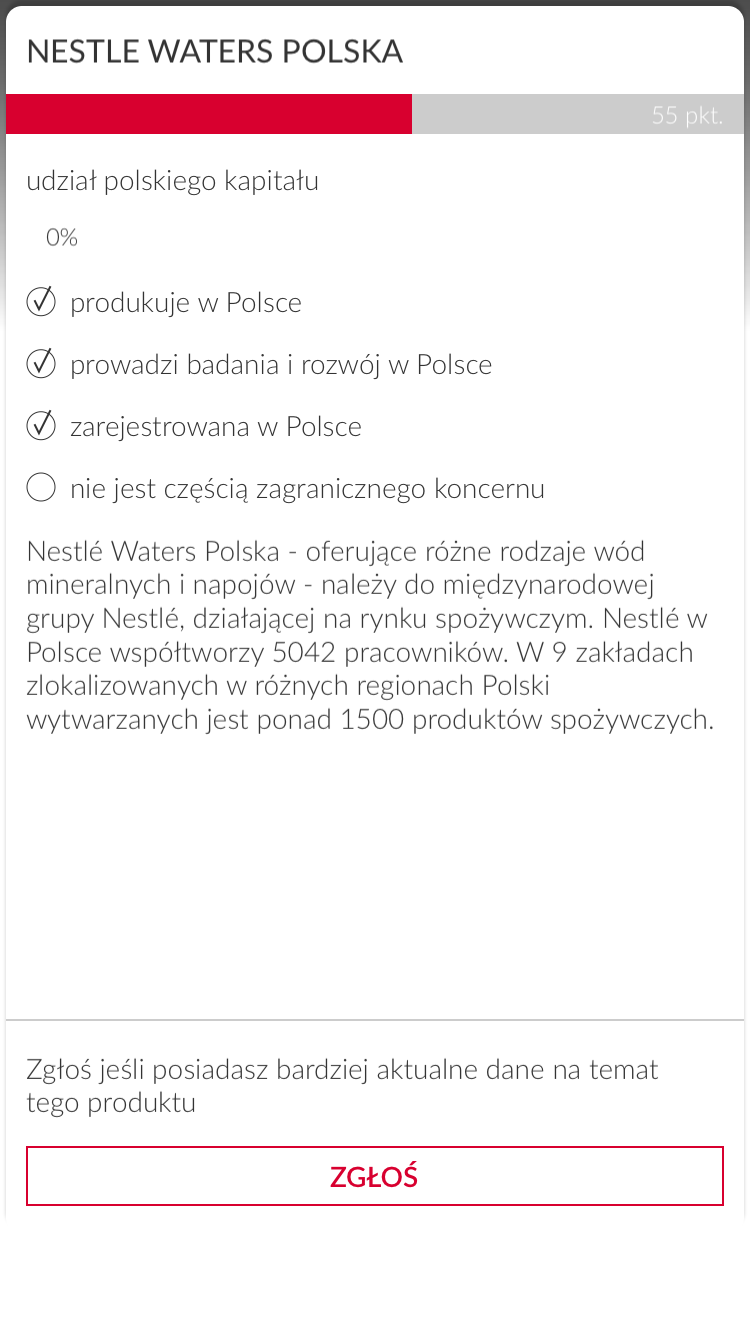 NESTLE WATERS POLSKA
55 pkt.
udział polskiego kapitału
0%
produkuje w Polsce
prowadzi badania i rozwój w Polsce
zarejestrowana w Polsce
nie jest częścią zagranicznego koncernu
Nestlé Waters Polska - oferujące różne rodzaje wód
mineralnych i napojów - należy do międzynarodowej
grupy Nestlé, działającej na rynku spożywczym. Nestlé w
Polsce współtworzy 5042 pracowników. W 9 zakładach
zlokalizowanych w różnych regionach Polski
wytwarzanych jest ponad 1500 produktów spożywczych.
Zgłoś jeśli posiadasz bardziej aktualne dane na temat
tego produktu
ZGŁOŚ